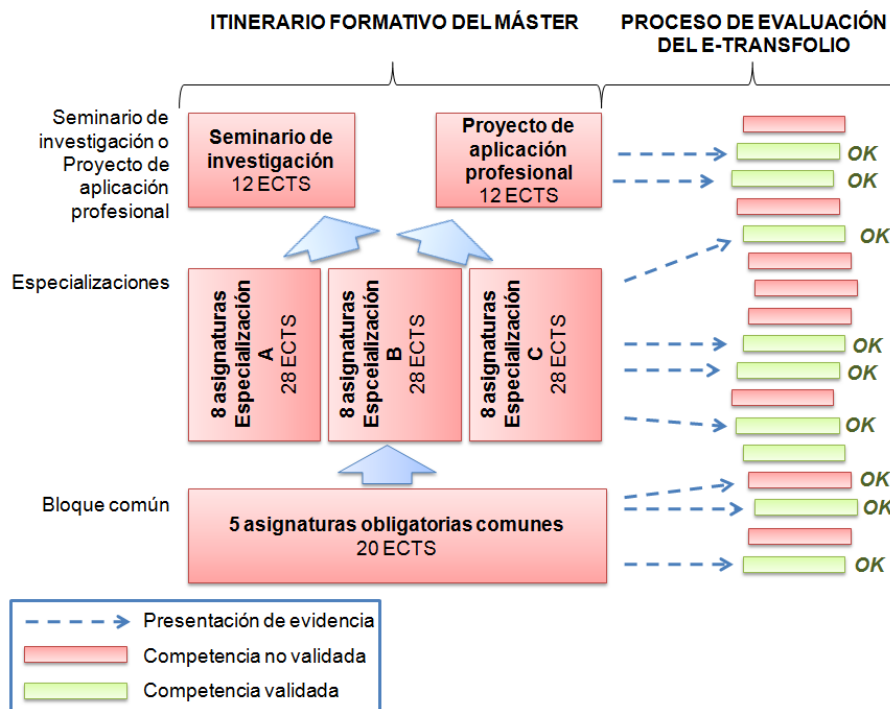 ITINERARIO FORMATIVO DEL MÁSTER
PROCESO DE EVALUACIÓN
DEL E-TRANSFOLIO
Seminario de
investigación o
Proyecto de
aplicación
profesional
Seminario de
investigación
12 ECTS
Proyecto de
aplicación
profesional
12 ECTS
OK
OK
OK
Especializaciones
8 asignaturas
Especialización
A
28 ECTS
8 asignaturas
Espceialización
B
28 ECTS
8 asignaturas
Especialización
C
28 ECTS
OK
OK
OK
Bloque común
5 asignaturas obligatorias comunes
20 ECTS
OK
OK
OK
Presentación de evidencia
Competencia no validada
Competencia validada